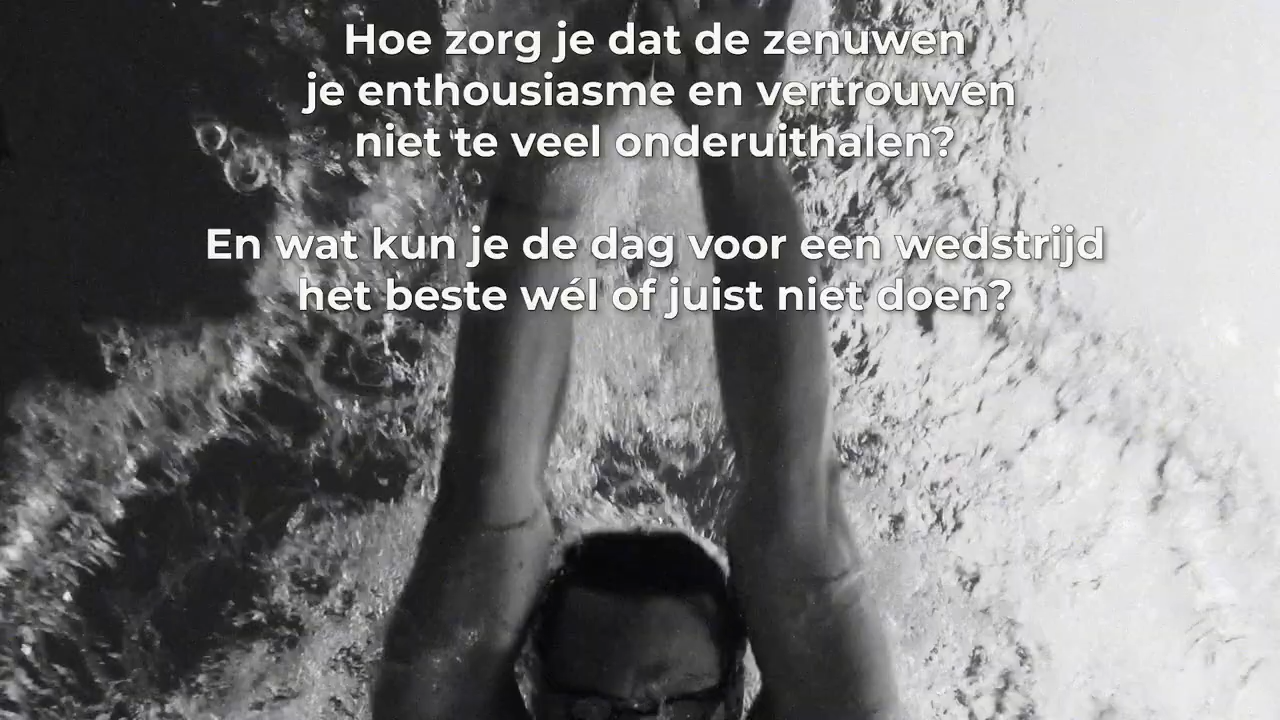 Hoe zorg je dat de zenuwen
je enthousiasme en vertrouwen
niet te veel onderuithalen?
En wat kun je de dag voor een wedstrijd
het beste wél of juist niet doen?